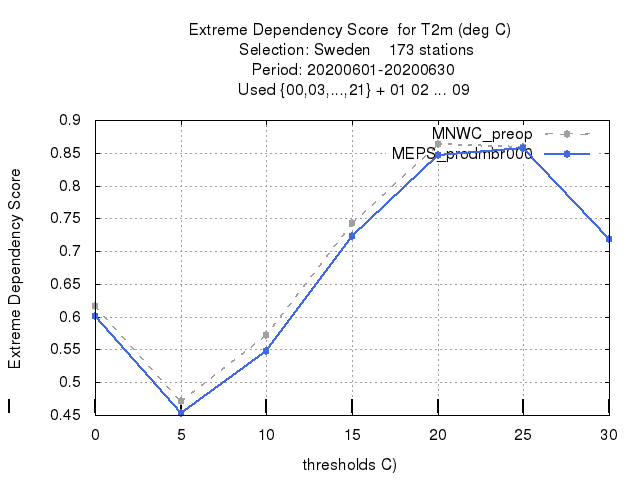 Extreme Dependency Score for T2m (deg C)
Selection: Sweden 173 stations
Period: 20200601-20200630
Used {00,03,...,21} + 01 02 ... 09
MNWC_preop
MEPS_prodmbr000
Extreme Dependency Score
0.9
0.85
0.8
0.75
0.7
0.65
0.6
0.55
0.5
0.45
0 5 10 15 20 25 30
thresholds C)